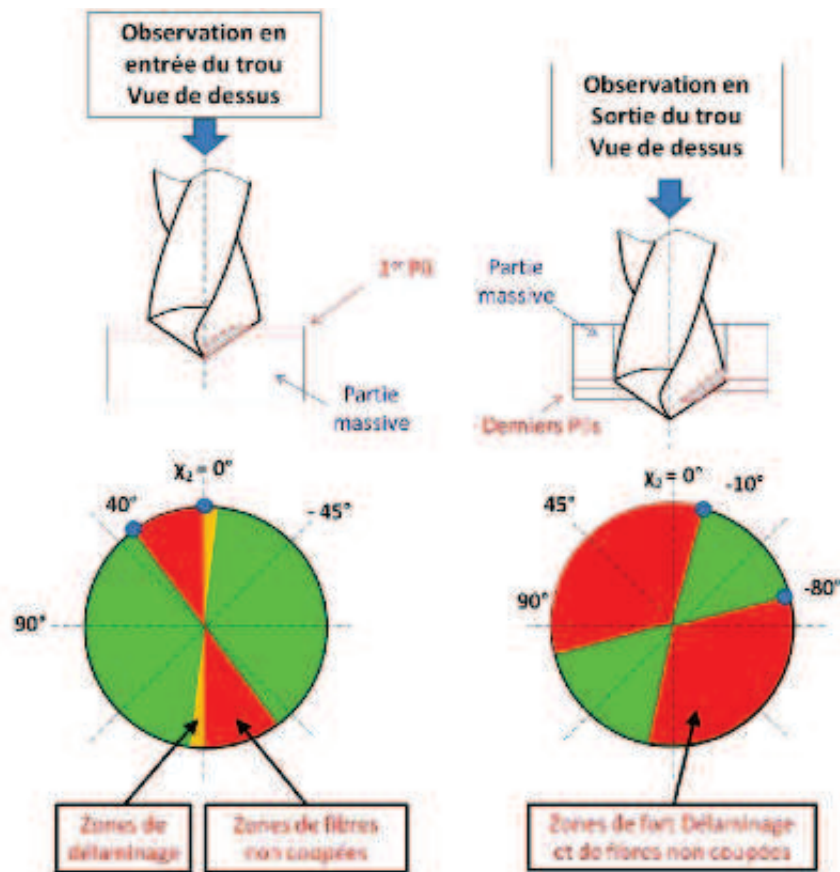 Observation en
entrée du trou
Vue de dessus
Observation en
Sortie du trou
Vue de dessus
1er Pli
Partie
massive
Partie
massive
Derniers Plis
χ2 = 0°
40°
- 45°
90°
χ2 = 0°
-10°
45°
-80°
90°
Zones de
délaminage
Zones de fibres
non coupées
Zones de fort Délaminage
et de fibres non coupées